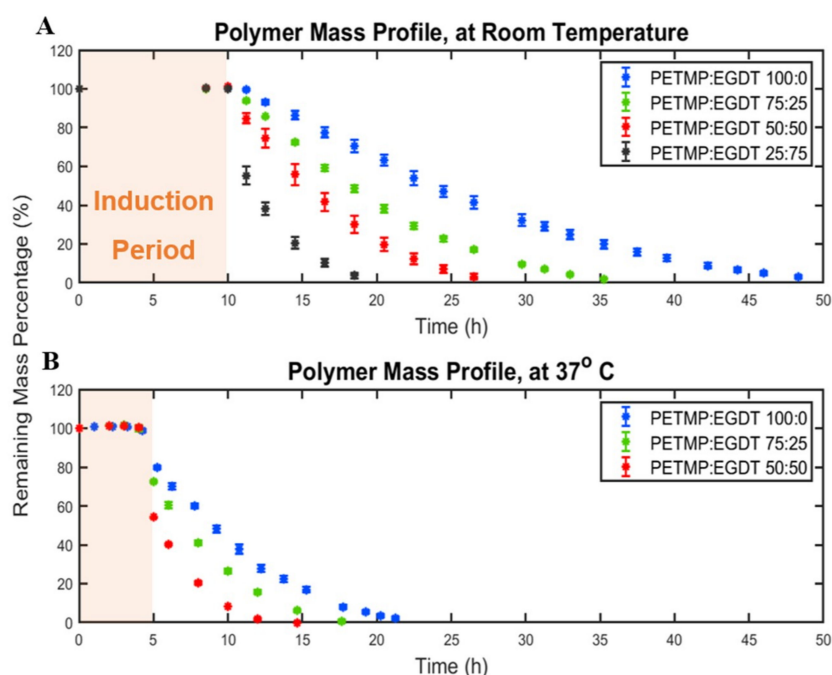 A
Polymer Mass Profile, at Room Temperature
120
100
80
60
40
20
0
0 5 10 15 20 25 30 35 40 45 50
Time (h)
Induction
Period
PETMP:EGDT 100:0
PETMP:EGDT 75:25
PETMP:EGDT 50:50
PETMP:EGDT 25:75
Remaining Mass Percentage (%)
B
Polymer Mass Profile, at 37° C
120
100
80
60
40
20
0
0 5 10 15 20 25 30 35 40 45 50
Time (h)
PETMP:EGDT 100:0
PETMP:EGDT 75:25
PETMP:EGDT 50:50